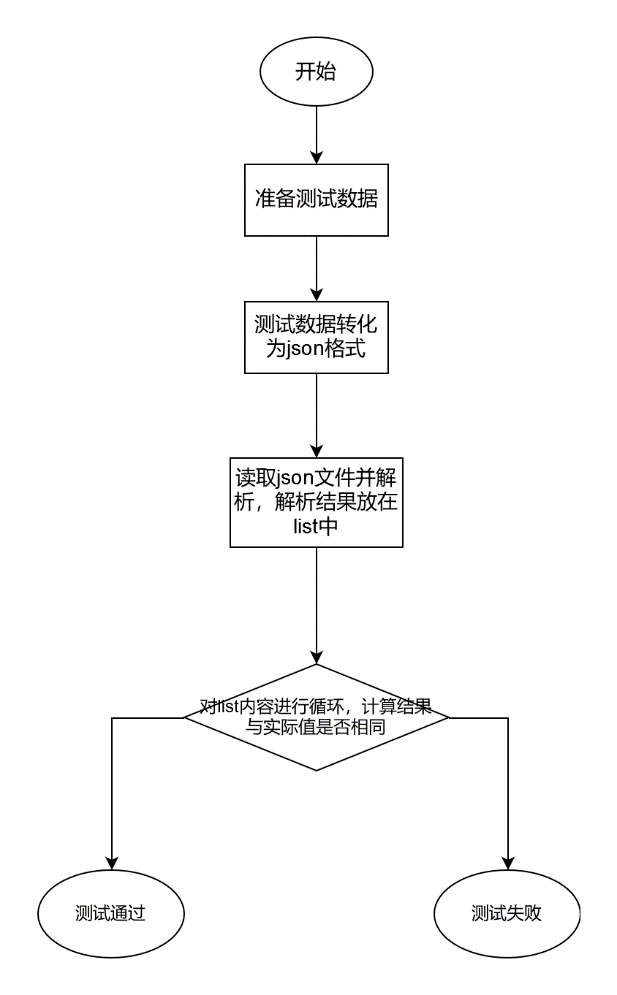 开始
准备测试数据
测试数据转化
为json格式
读取json文件并解
析，解析结果放在
list中
对list内容进行循环，计算结果
与实际值是否相同
测试通过
测试失败